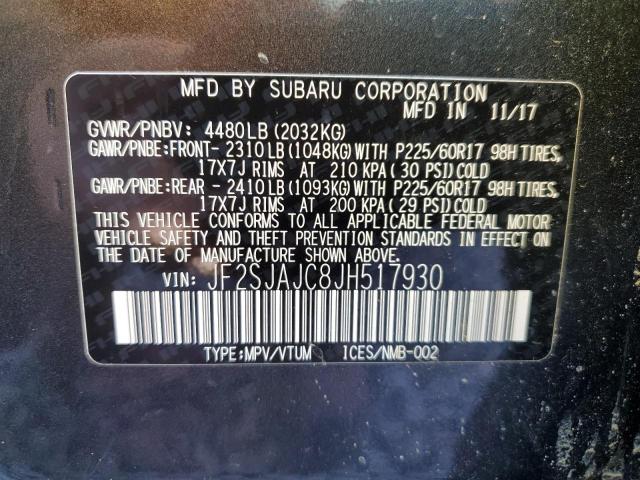 MFD BY SUBARU CORPORATION
MFD IN 11/17
GVWR/PNBV: 4480LB(2032KG)
GAWR/PNBE:FRONT- 2310LB(1048KG)WITH P225/60R17 98H TIRES,
17X7J RIMS AT 210 KPA(30 PSI)COLD
GAWR/PNBE:REAR - 2410LB(1093KG)WITH P225/60R17 98H TIRES,
17X7J RIMS AT 200 KPA(29 PSI)COLD
THIS VEHICLE CONFORMS TO ALL APPLICABLE FEDERAL MOTOR
VEHICLE SAFETY AND THEFT PREVENTION STANDARDS IN EFFECT ON
THE DATE OF MANUFACTURE SHOWN ABOVE.
VIN: JF2SJAJC8JH517930
TYPE:MPV/VTUM ICES/NMB-002